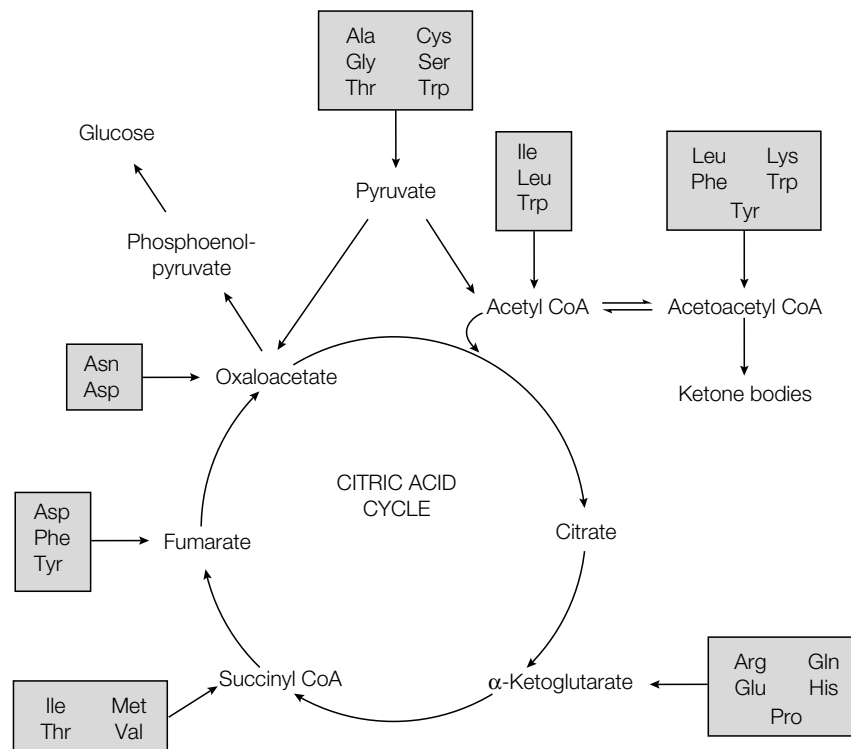 Ala Cys
Gly Ser
Thr Trp
Glucose
Ile
Leu
Trp
Leu Lys
Phe Trp
Tyr
Pyruvate
Phosphoenol-
pyruvate
Acetyl CoA
Acetoacetyl CoA
Asn
Asp
Oxaloacetate
Ketone bodies
CITRIC ACID
CYCLE
Asp
Phe
Tyr
Fumarate
Citrate
Succinyl CoA
α-Ketoglutarate
Arg Gln
Glu His
Pro
Ile Met
Thr Val